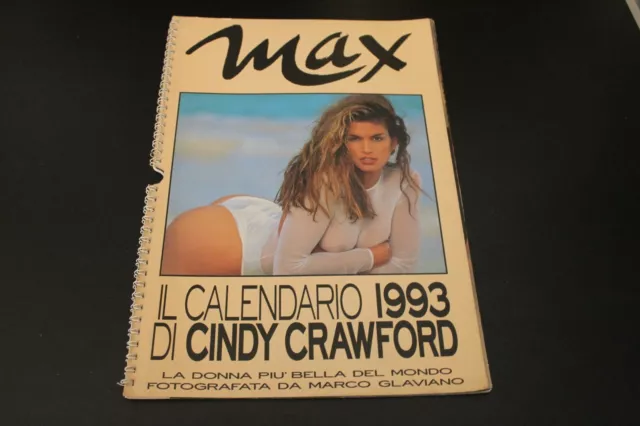 max
IL CALENDARIO 1993
DI CINDY CRAWFORD
LA DONNA PIU' BELLA DEL MONDO
FOTOGRAFATA DA MARCO GLAVIANO